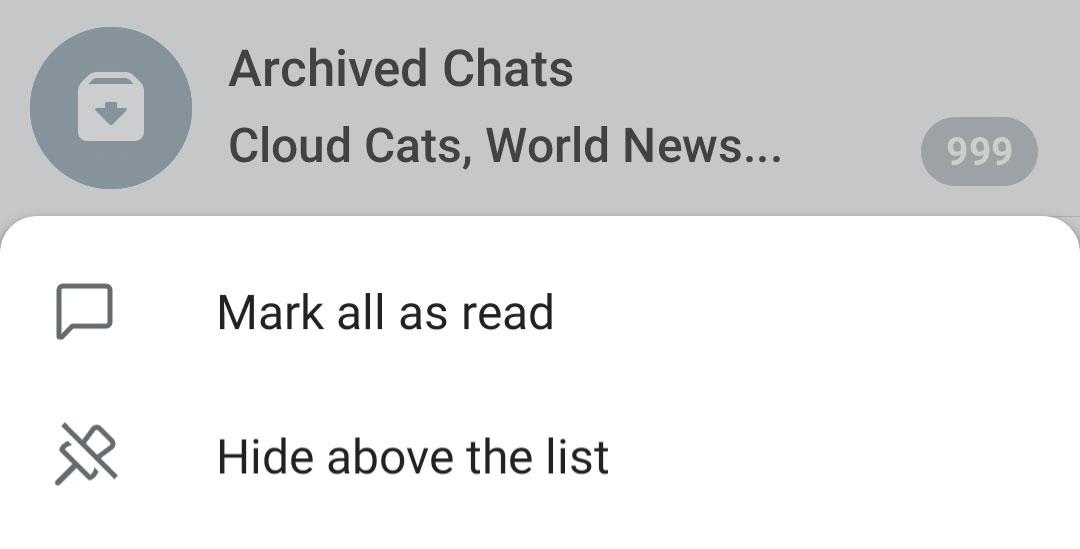 Archived Chats
Cloud Cats, World News...
999
Mark all as read
Hide above the list